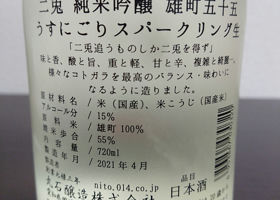 二兎 純米吟醸 雄町五十五
うすにごりスパークリング生
「二兎追うものしか二兎を得ず」
味と香、酸と旨、重と軽、甘と辛、複雑と綺麗…
様々なコトガラを最高のバランス・味わいに
なるように造りました。
原材料名/米(国産)、米こうじ(国産米)
アルコール分/15%
原料米/雄町100%
精米歩合/55%
内容量/720ml
製造年月/2021年4月
nito.014.co.jp
品目
日本酒